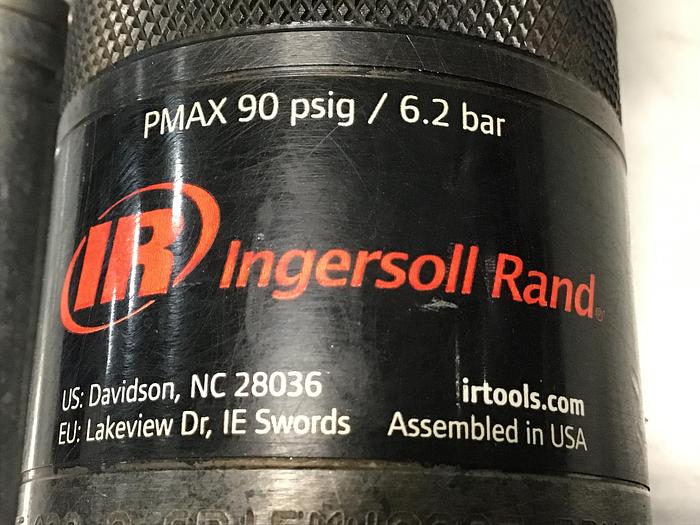 PMAX 90 psig / 6.2 bar
IR Ingersoll Rand®
US: Davidson, NC 28036
EU: Lakeview Dr, IE Swords
irtools.com
Assembled in USA